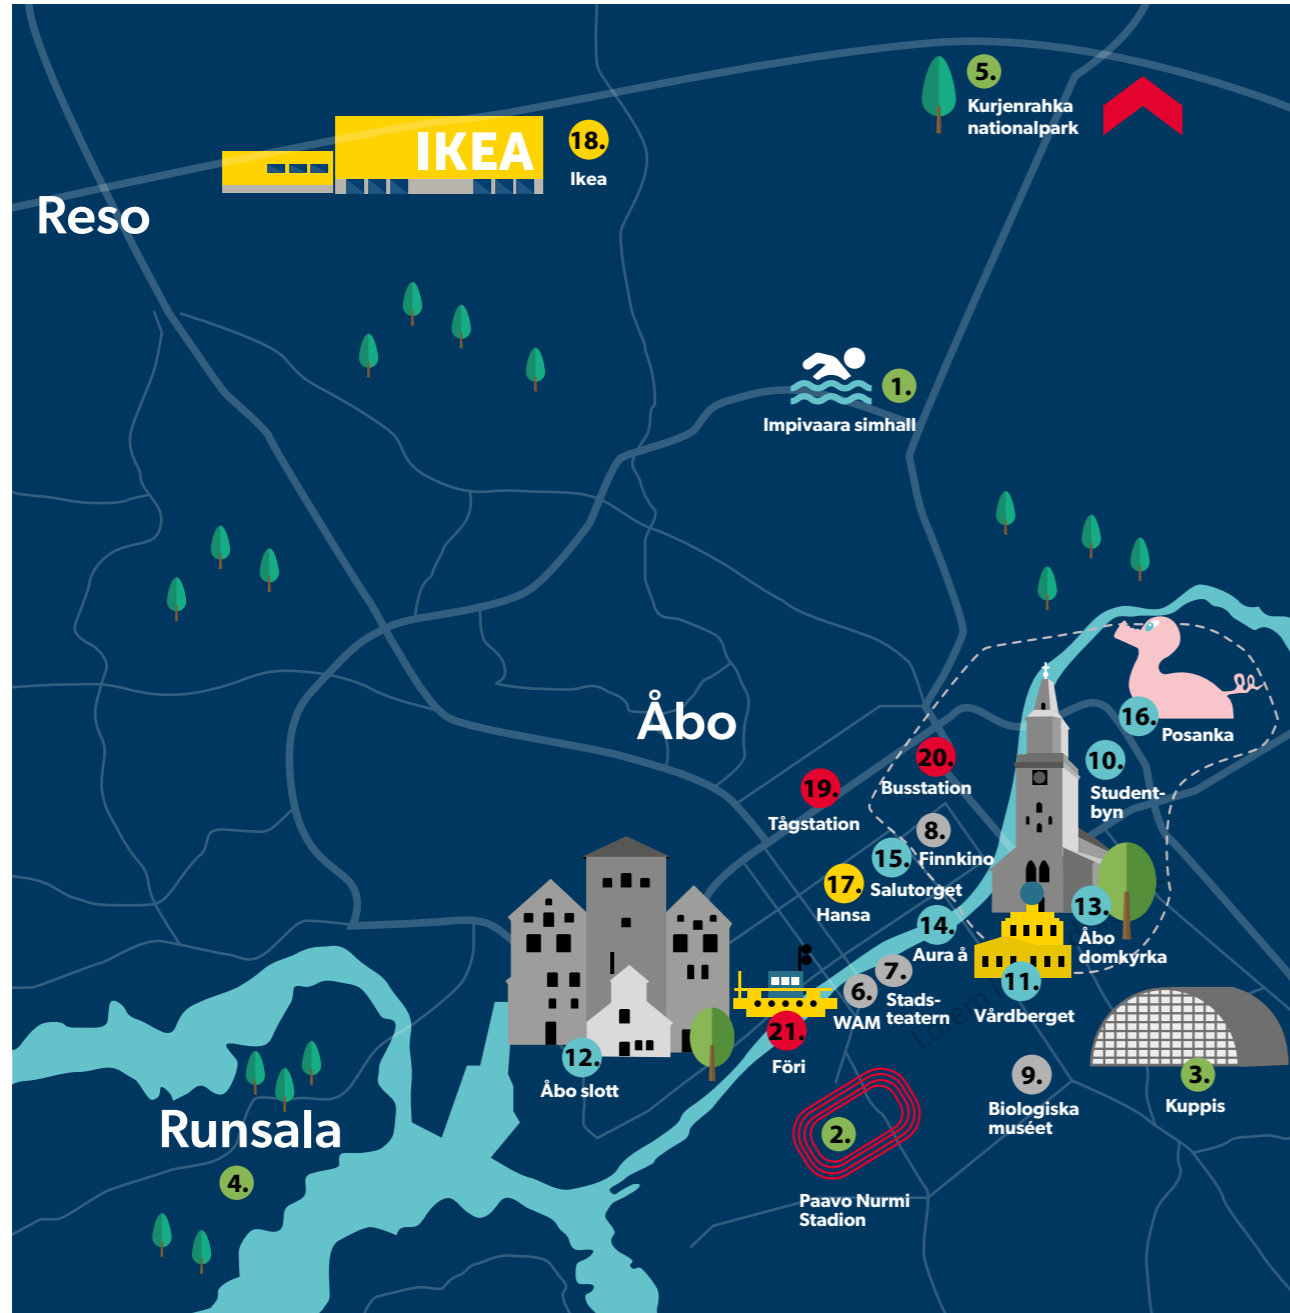 5.
Kurjenrahka
nationalpark
IKEA
18.
Ikea
Reso
1.
Impivaara simhall
Åbo
16.
Posanka
10.
Student-
byn
20.
Busstation
19.
Tågstation
8.
Finnkino
15.
Salutorget
17.
Hansa
13.
Åbo
domkyrka
14.
Aura å
11.
Vårdberget
7.
Stads-
teatern
6.
WAM
21.
Föri
12.
Åbo slott
9.
Biologiska
muséet
3.
Kuppis
2.
Paavo Nurmi
Stadion
Runsala
4.
Lorem